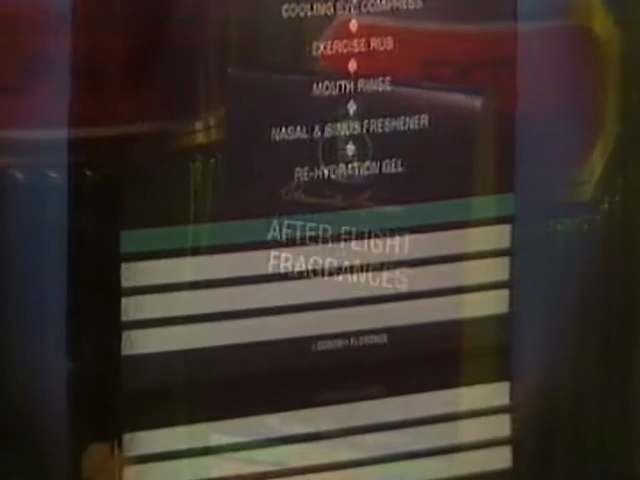 COOLING EYE COMPRESS
EXERCISE RUB
MOUTH RINSE
NASAL & SINUS FRESHENER
RE-HYDRATION GEL
AFTER FLIGHT
FRAGRANCES